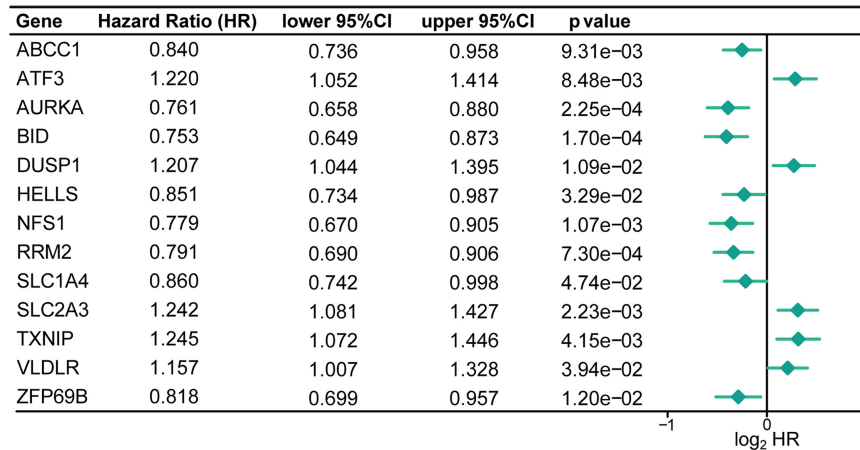 Gene Hazard Ratio (HR) lower 95%CI upper 95%CI p value
ABCC1 0.840 0.736 0.958 9.31e−03
ATF3 1.220 1.052 1.414 8.48e−03
AURKA 0.761 0.658 0.880 2.25e−04
BID 0.753 0.649 0.873 1.70e−04
DUSP1 1.207 1.044 1.395 1.09e−02
HELLS 0.851 0.734 0.987 3.29e−02
NFS1 0.779 0.670 0.905 1.07e−03
RRM2 0.791 0.690 0.906 7.30e−04
SLC1A4 0.860 0.742 0.998 4.74e−02
SLC2A3 1.242 1.081 1.427 2.23e−03
TXNIP 1.245 1.072 1.446 4.15e−03
VLDLR 1.157 1.007 1.328 3.94e−02
ZFP69B 0.818 0.699 0.957 1.20e−02
−1 0
log₂ HR